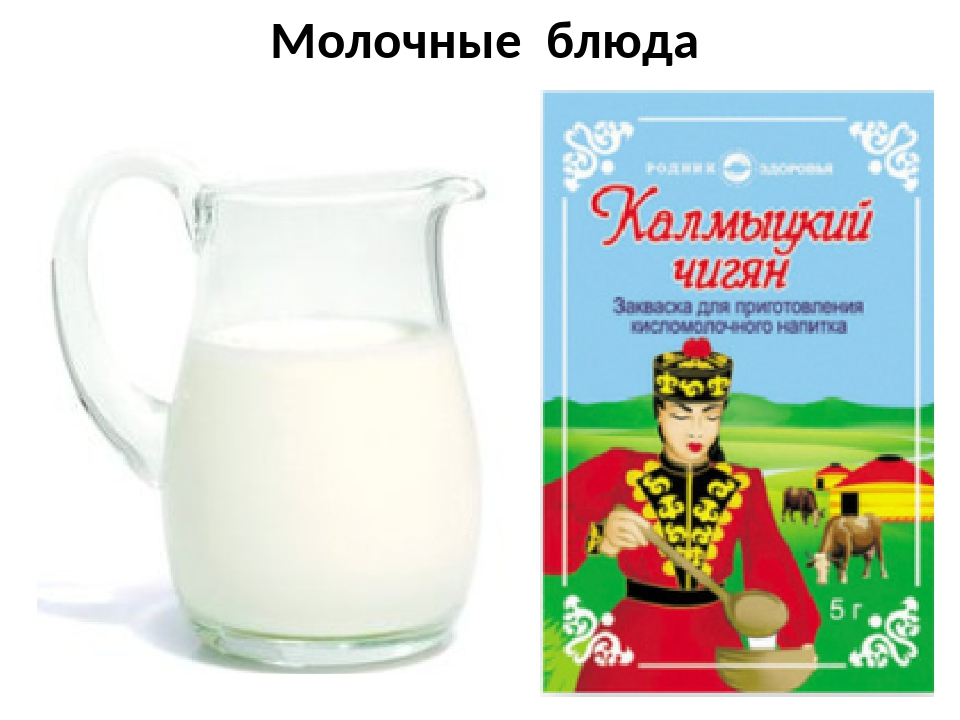 Молочные блюда
РОДНИК ЗДОРОВЬЯ
Калмыцкий
чигян
Закваска для приготовления
кисломолочного напитка
5 г